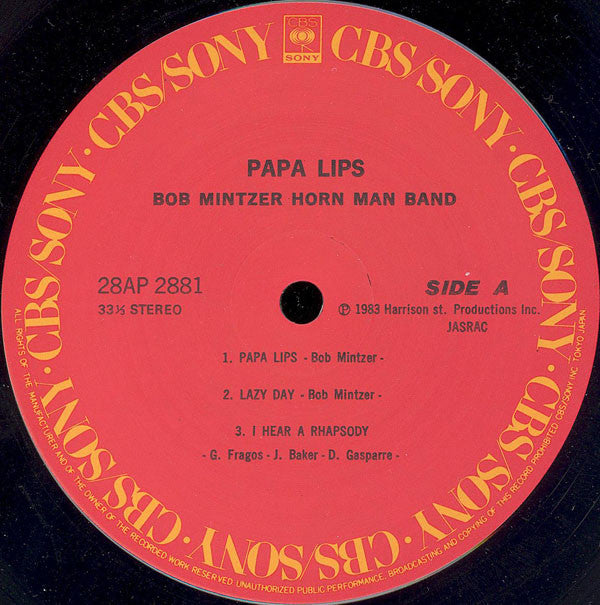 CBS
SONY
CBS/SONY · CBS/SONY · CBS/SONY · CBS/SONY · CBS/SONY · CBS/SONY · CBS/SONY · CBS/SONY
PAPA LIPS
BOB MINTZER HORN MAN BAND
28AP 2881
33⅓ STEREO
SIDE A
Ⓟ 1983 Harrison st. Productions Inc.
JASRAC
1. PAPA LIPS - Bob Mintzer -
2. LAZY DAY - Bob Mintzer -
3. I HEAR A RHAPSODY
- G. Fragos - J. Baker - D. Gasparre -
ALL RIGHTS OF THE MANUFACTURER AND OF THE OWNER OF THE RECORDED WORK RESERVED. UNAUTHORIZED PUBLIC PERFORMANCE, BROADCASTING AND COPYING OF THIS RECORD PROHIBITED CBS/SONY INC. TOKYO JAPAN